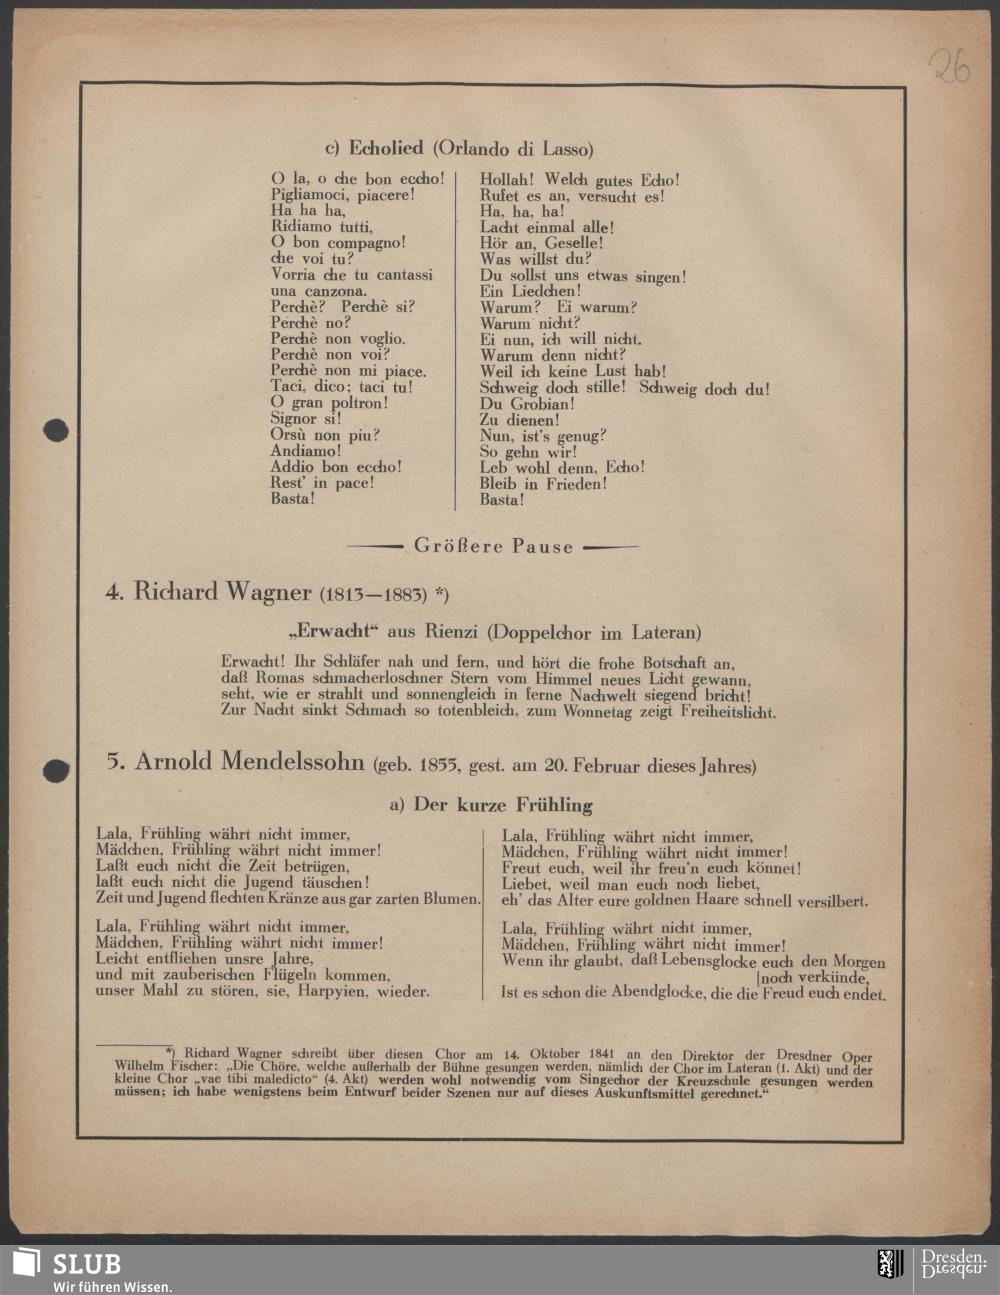 26
c) Echolied (Orlando di Lasso)
O la, o che bon eccho!
Pigliamoci, piacere!
Ha ha ha,
Ridiamo tutti,
O bon compagno!
che voi tu?
Vorria che tu cantassi
una canzona.
Perchè? Perchè si?
Perchè no?
Perchè non voglio.
Perchè non voi?
Perchè non mi piace.
Taci, dico; taci tu!
O gran poltron!
Signor si!
Orsù non piu?
Andiamo!
Addio bon eccho!
Rest' in pace!
Basta!
Hollah! Welch gutes Echo!
Rufet es an, versucht es!
Ha, ha, ha!
Lacht einmal alle!
Hör an, Geselle!
Was willst du?
Du sollst uns etwas singen!
Ein Liedchen!
Warum? Ei warum?
Warum nicht?
Ei nun, ich will nicht.
Warum denn nicht?
Weil ich keine Lust hab!
Schweig doch stille! Schweig doch du!
Du Grobian!
Zu dienen!
Nun, ist's genug?
So gehn wir!
Leb wohl denn, Echo!
Bleib in Frieden!
Basta!
Größere Pause
4. Richard Wagner (1813—1883) *)
„Erwacht“ aus Rienzi (Doppelchor im Lateran)
Erwacht! Ihr Schläfer nah und fern, und hört die frohe Botschaft an,
daß Romas schmacherloschner Stern vom Himmel neues Licht gewann,
seht, wie er strahlt und sonnengleich in ferne Nachwelt siegend bricht!
Zur Nacht sinkt Schmach so totenbleich, zum Wonnetag zeigt Freiheitslicht.
5. Arnold Mendelssohn (geb. 1855, gest. am 20. Februar dieses Jahres)
a) Der kurze Frühling
Lala, Frühling währt nicht immer,
Mädchen, Frühling währt nicht immer!
Laßt euch nicht die Zeit betrügen,
laßt euch nicht die Jugend täuschen!
Zeit und Jugend flechten Kränze aus gar zarten Blumen.
Lala, Frühling währt nicht immer,
Mädchen, Frühling währt nicht immer!
Leicht entfliehen unsre Jahre,
und mit zauberischen Flügeln kommen,
unser Mahl zu stören, sie, Harpyien, wieder.
Lala, Frühling währt nicht immer,
Mädchen, Frühling währt nicht immer!
Freut euch, weil ihr freu'n euch könnet!
Liebet, weil man euch noch liebet,
eh' das Alter eure goldnen Haare schnell versilbert.
Lala, Frühling währt nicht immer,
Mädchen, Frühling währt nicht immer!
Wenn ihr glaubt, daß Lebensglocke euch den Morgen
[noch verkünde,
Ist es schon die Abendglocke, die die Freud euch endet.
*) Richard Wagner schreibt über diesen Chor am 14. Oktober 1841 an den Direktor der Dresdner Oper
Wilhelm Fischer: „Die Chöre, welche außerhalb der Bühne gesungen werden, nämlich der Chor im Lateran (1. Akt) und der
kleine Chor „vae tibi maledicto“ (4. Akt) werden wohl notwendig vom Singechor der Kreuzschule gesungen werden
müssen; ich habe wenigstens beim Entwurf beider Szenen nur auf dieses Auskunftsmittel gerechnet.“
SLUB
Wir führen Wissen.
Dresden.
Dresden.